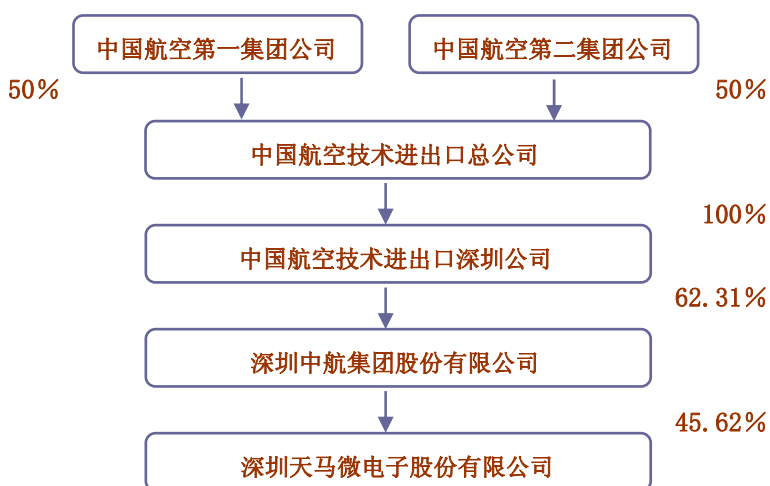 中国航空第一集团公司
中国航空第二集团公司
50%
50%
中国航空技术进出口总公司
100%
中国航空技术进出口深圳公司
62.31%
深圳中航集团股份有限公司
45.62%
深圳天马微电子股份有限公司